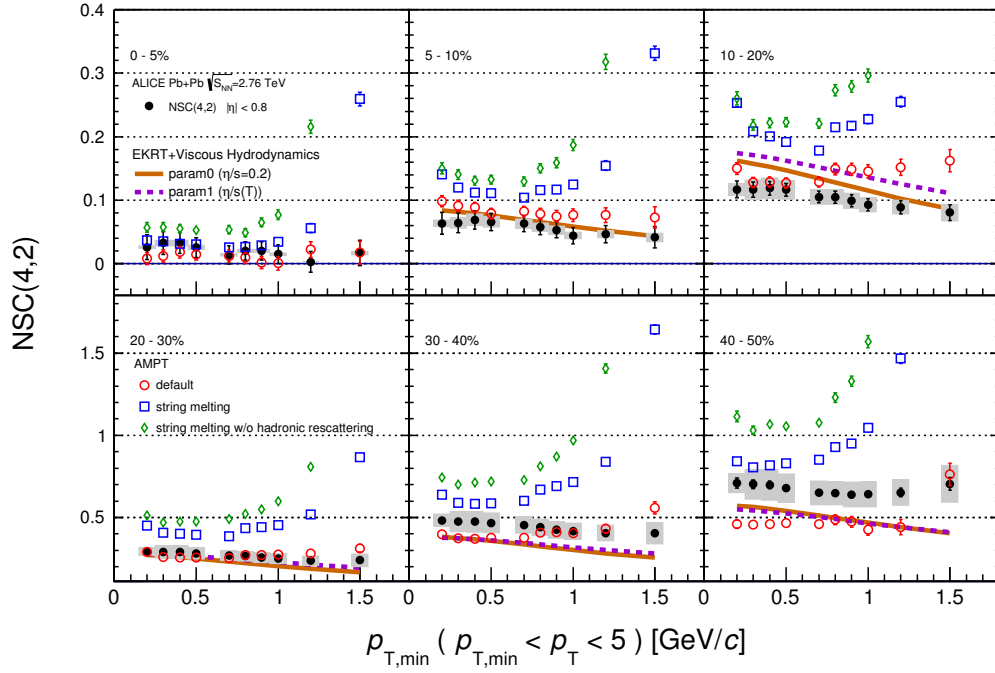 0.4
0 - 5%
5 - 10%
10 - 20%
ALICE Pb+Pb √S_NN=2.76 TeV
0.3
NSC(4,2) |η| < 0.8
0.2
EKRT+Viscous Hydrodynamics
param0 (η/s=0.2)
0.1
param1 (η/s(T))
0
NSC(4,2)
20 - 30%
30 - 40%
40 - 50%
1.5
AMPT
default
string melting
1
string melting w/o hadronic rescattering
0.5
0 0.5 1 1.5 0 0.5 1 1.5 0 0.5 1 1.5
p_T,min ( p_T,min < p_T < 5 ) [GeV/c]